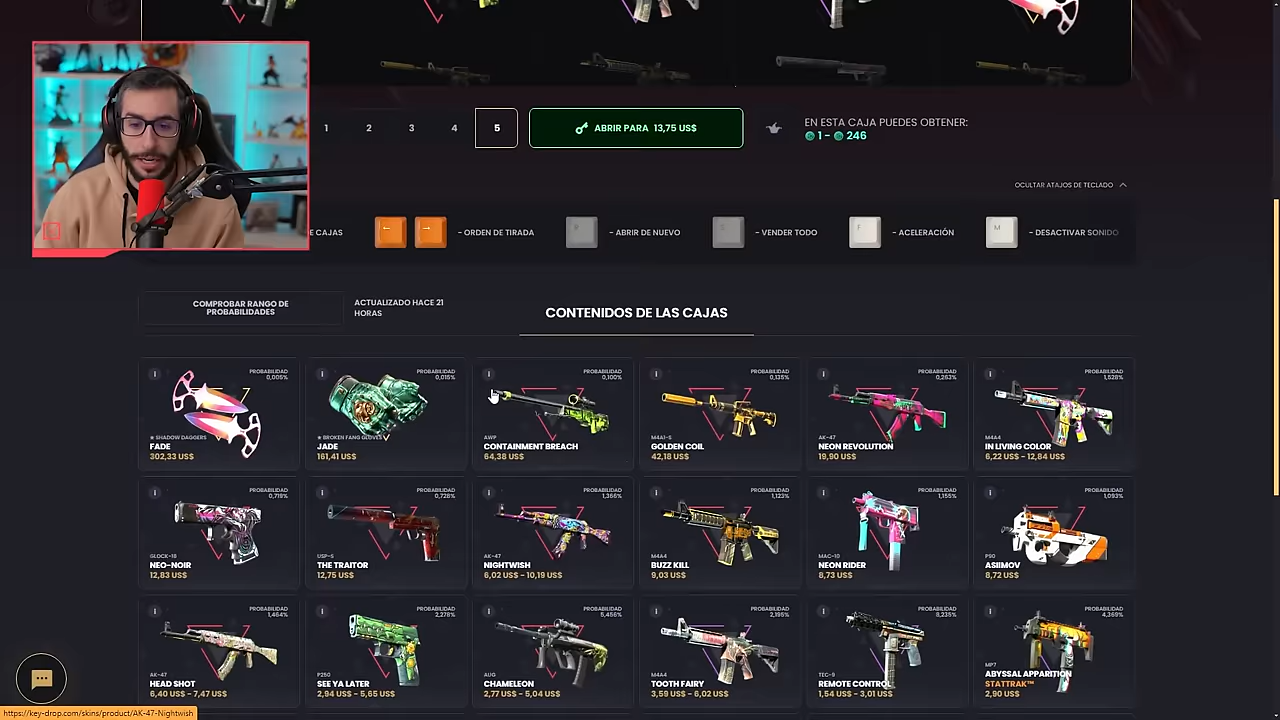 1 2 3 4 5
ABRIR PARA 13,75 US$
EN ESTA CAJA PUEDES OBTENER:
1 - 246
OCULTAR ATAJOS DE TECLADO
E CAJAS
- ORDEN DE TIRADA
- ABRIR DE NUEVO
- VENDER TODO
F
- ACELERACIÓN
M
- DESACTIVAR SONIDO
COMPROBAR RANGO DE
PROBABILIDADES
ACTUALIZADO HACE 21
HORAS
CONTENIDOS DE LAS CAJAS
PROBABILIDAD
0,005%
★ SHADOW DAGGERS
FADE
302,33 US$
PROBABILIDAD
0,015%
★ BROKEN FANG GLOVES
JADE
161,41 US$
PROBABILIDAD
0,100%
AWP
CONTAINMENT BREACH
64,38 US$
PROBABILIDAD
0,135%
M4A1-S
GOLDEN COIL
42,18 US$
PROBABILIDAD
0,263%
AK-47
NEON REVOLUTION
19,90 US$
PROBABILIDAD
1,528%
M4A4
IN LIVING COLOR
6,22 US$ - 12,84 US$
PROBABILIDAD
0,719%
GLOCK-18
NEO-NOIR
12,83 US$
PROBABILIDAD
0,728%
USP-S
THE TRAITOR
12,75 US$
PROBABILIDAD
1,366%
AK-47
NIGHTWISH
6,02 US$ - 10,19 US$
PROBABILIDAD
1,123%
M4A4
BUZZ KILL
9,03 US$
PROBABILIDAD
1,155%
MAC-10
NEON RIDER
8,73 US$
PROBABILIDAD
1,093%
P90
ASIIMOV
8,72 US$
PROBABILIDAD
1,464%
AK-47
HEAD SHOT
6,40 US$ - 7,47 US$
PROBABILIDAD
2,278%
P250
SEE YA LATER
2,94 US$ - 5,65 US$
PROBABILIDAD
5,456%
AUG
CHAMELEON
2,77 US$ - 5,04 US$
PROBABILIDAD
2,195%
M4A4
TOOTH FAIRY
3,59 US$ - 6,02 US$
PROBABILIDAD
8,235%
TEC-9
REMOTE CONTROL
1,54 US$ - 3,01 US$
PROBABILIDAD
4,369%
MP7
ABYSSAL APPARITION
STATTRAK™
2,90 US$
https://key-drop.com/skins/product/AK-47-Nightwish